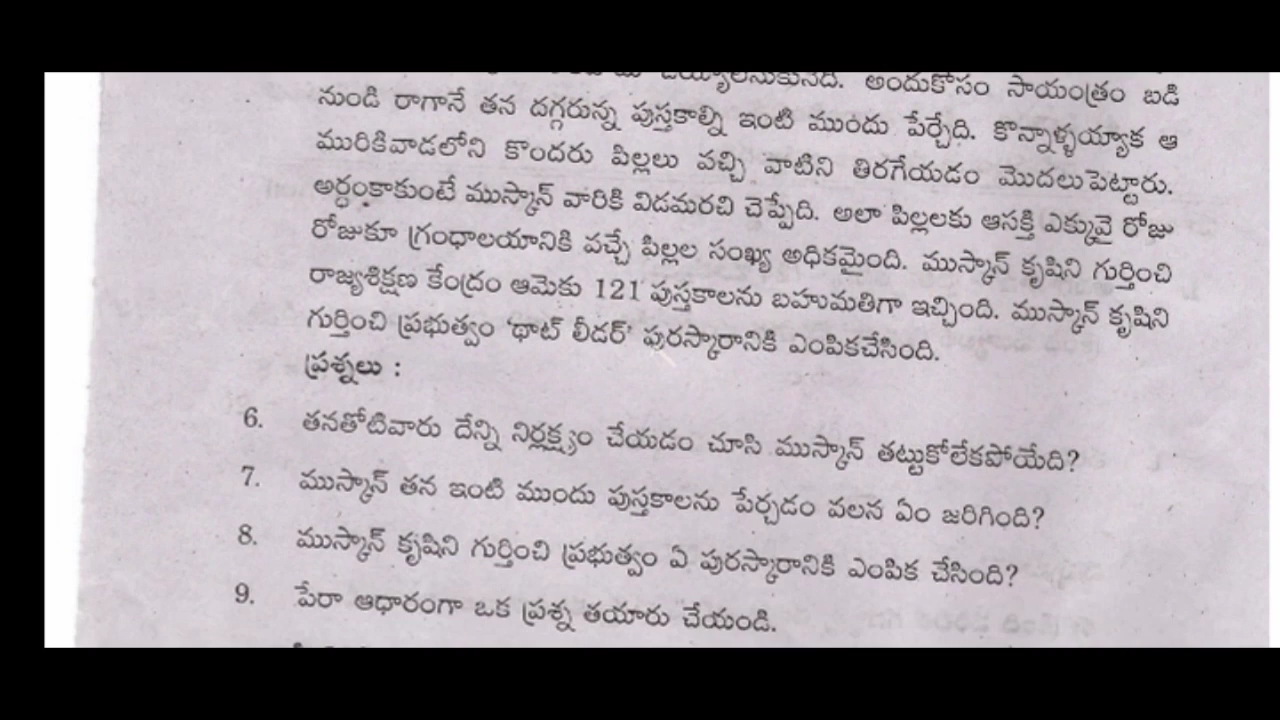 అందుకోసం సాయంత్రం బడి
నుండి రాగానే తన దగ్గరున్న పుస్తకాల్ని ఇంటి ముందు పేర్చేది. కొన్నాళ్ళయ్యాక ఆ
మురికివాడలోని కొందరు పిల్లలు వచ్చి వాటిని తిరగేయడం మొదలుపెట్టారు.
అర్థంకాకుంటే ముస్కాన్ వారికి విడమరచి చెప్పేది. అలా పిల్లలకు ఆసక్తి ఎక్కువై రోజు
రోజుకూ గ్రంధాలయానికి వచ్చే పిల్లల సంఖ్య అధికమైంది. ముస్కాన్ కృషిని గుర్తించి
రాజ్యశిక్షణ కేంద్రం ఆమెకు 121 పుస్తకాలను బహుమతిగా ఇచ్చింది. ముస్కాన్ కృషిని
గుర్తించి ప్రభుత్వం 'థాట్ లీడర్' పురస్కారానికి ఎంపికచేసింది.
ప్రశ్నలు :
6. తనతోటివారు దేన్ని నిర్లక్ష్యం చేయడం చూసి ముస్కాన్ తట్టుకోలేకపోయేది?
7. ముస్కాన్ తన ఇంటి ముందు పుస్తకాలను పేర్చడం వలన ఏం జరిగింది?
8. ముస్కాన్ కృషిని గుర్తించి ప్రభుత్వం ఏ పురస్కారానికి ఎంపిక చేసింది?
9. పేరా ఆధారంగా ఒక ప్రశ్న తయారు చేయండి.